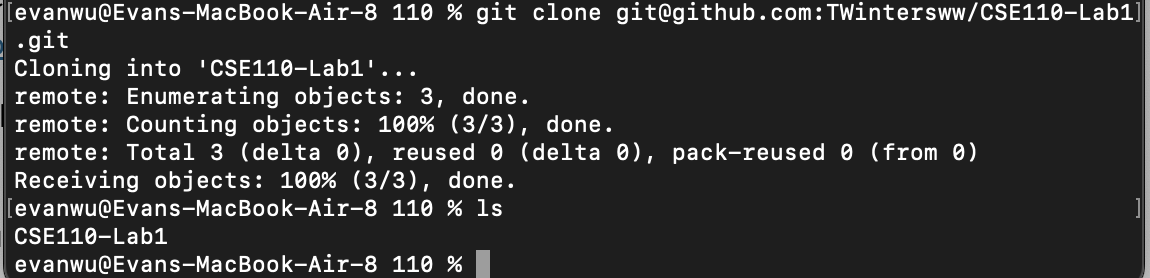 [evanwu@Evans-MacBook-Air-8 110 % git clone git@github.com:TWintersww/CSE110-Lab1]
.git
Cloning into 'CSE110-Lab1'...
remote: Enumerating objects: 3, done.
remote: Counting objects: 100% (3/3), done.
remote: Total 3 (delta 0), reused 0 (delta 0), pack-reused 0 (from 0)
Receiving objects: 100% (3/3), done.
[evanwu@Evans-MacBook-Air-8 110 % ls ]
CSE110-Lab1
evanwu@Evans-MacBook-Air-8 110 %